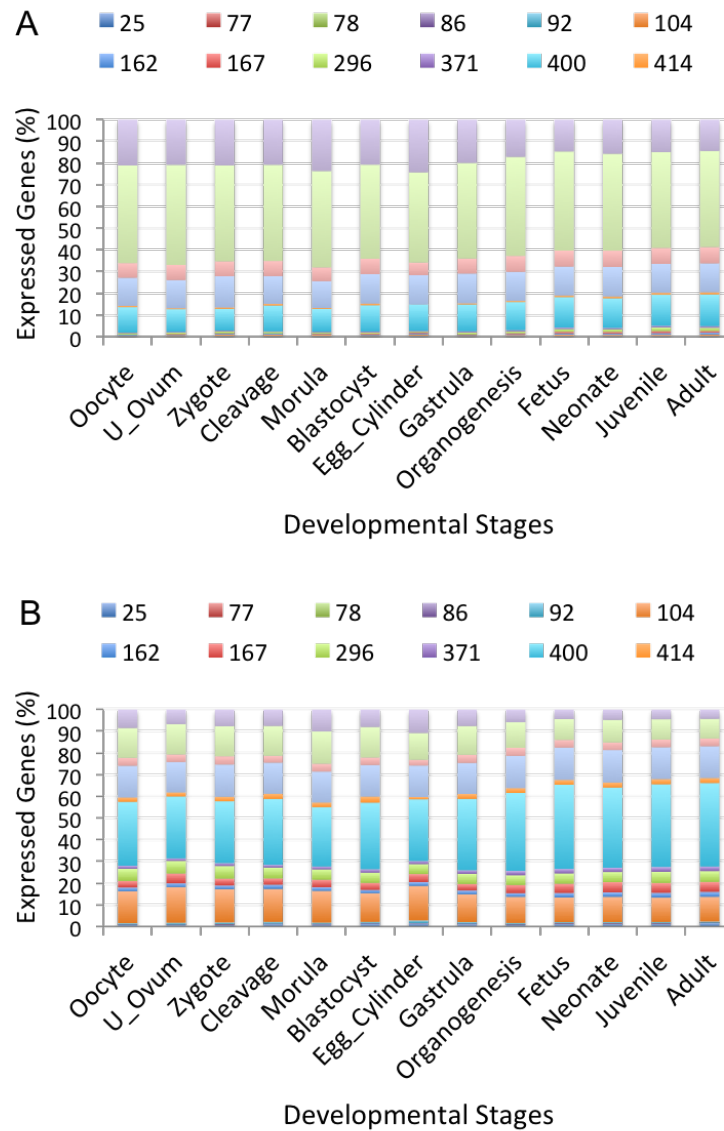 A
25 77 78 86 92 104
162 167 296 371 400 414
Expressed Genes (%)
100
90
80
70
60
50
40
30
20
10
0
Oocyte
U_Ovum
Zygote
Cleavage
Morula
Blastocyst
Egg_Cylinder
Gastrula
Organogenesis
Fetus
Neonate
Juvenile
Adult
Developmental Stages
B
25 77 78 86 92 104
162 167 296 371 400 414
Expressed Genes (%)
100
90
80
70
60
50
40
30
20
10
0
Oocyte
U_Ovum
Zygote
Cleavage
Morula
Blastocyst
Egg_Cylinder
Gastrula
Organogenesis
Fetus
Neonate
Juvenile
Adult
Developmental Stages